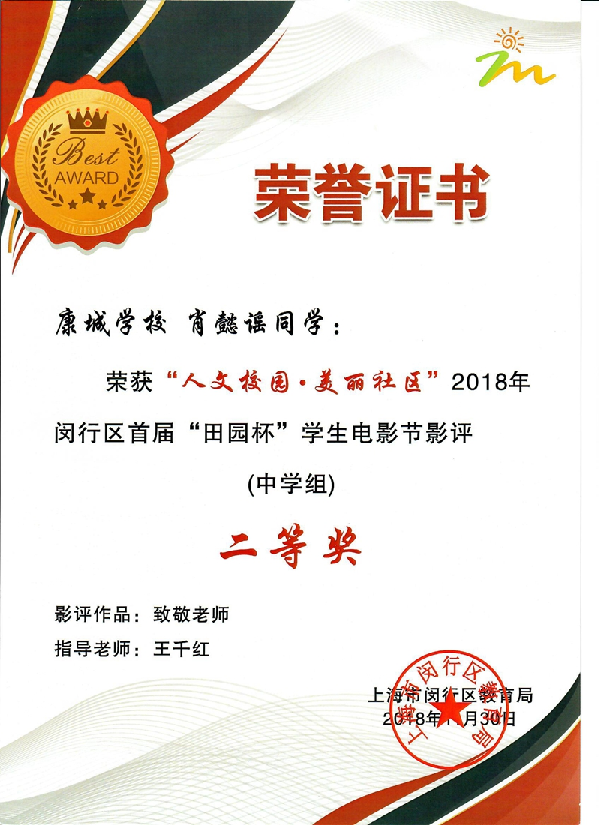 Best
AWARD
荣誉证书
康城学校 肖懿谣同学：
荣获“人文校园·美丽社区”2018年
闵行区首届“田园杯”学生电影节影评
(中学组)
二等奖
影评作品：致敬老师
指导老师：王千红
上海市闵行区教育局
2018年11月30日
上海市闵行区教育局